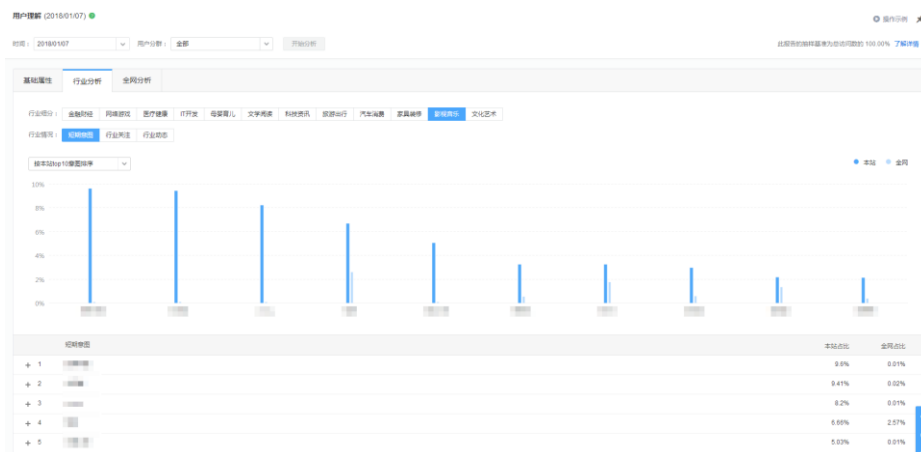 用户理解 (2018/01/07)
操作示例
时间： 2018/01/07 用户分群： 全部 开始分析
此报告的抽样基准为总访问数的 100.00% 了解详情
基础属性 行业分析 全网分析
行业细分： 金融财经 网络游戏 医疗健康 IT开发 母婴育儿 文学阅读 科技资讯 旅游出行 汽车消费 家具装修 影视音乐 文化艺术
行业情况： 短期意图 行业关注 行业动态
按本站top10意图排序
本站 全网
10%
8%
6%
4%
2%
0%
短期意图 本站占比 全网占比
+ 1 9.6% 0.01%
+ 2 9.41% 0.02%
+ 3 8.2% 0.01%
+ 4 6.66% 2.57%
+ 5 5.03% 0.01%